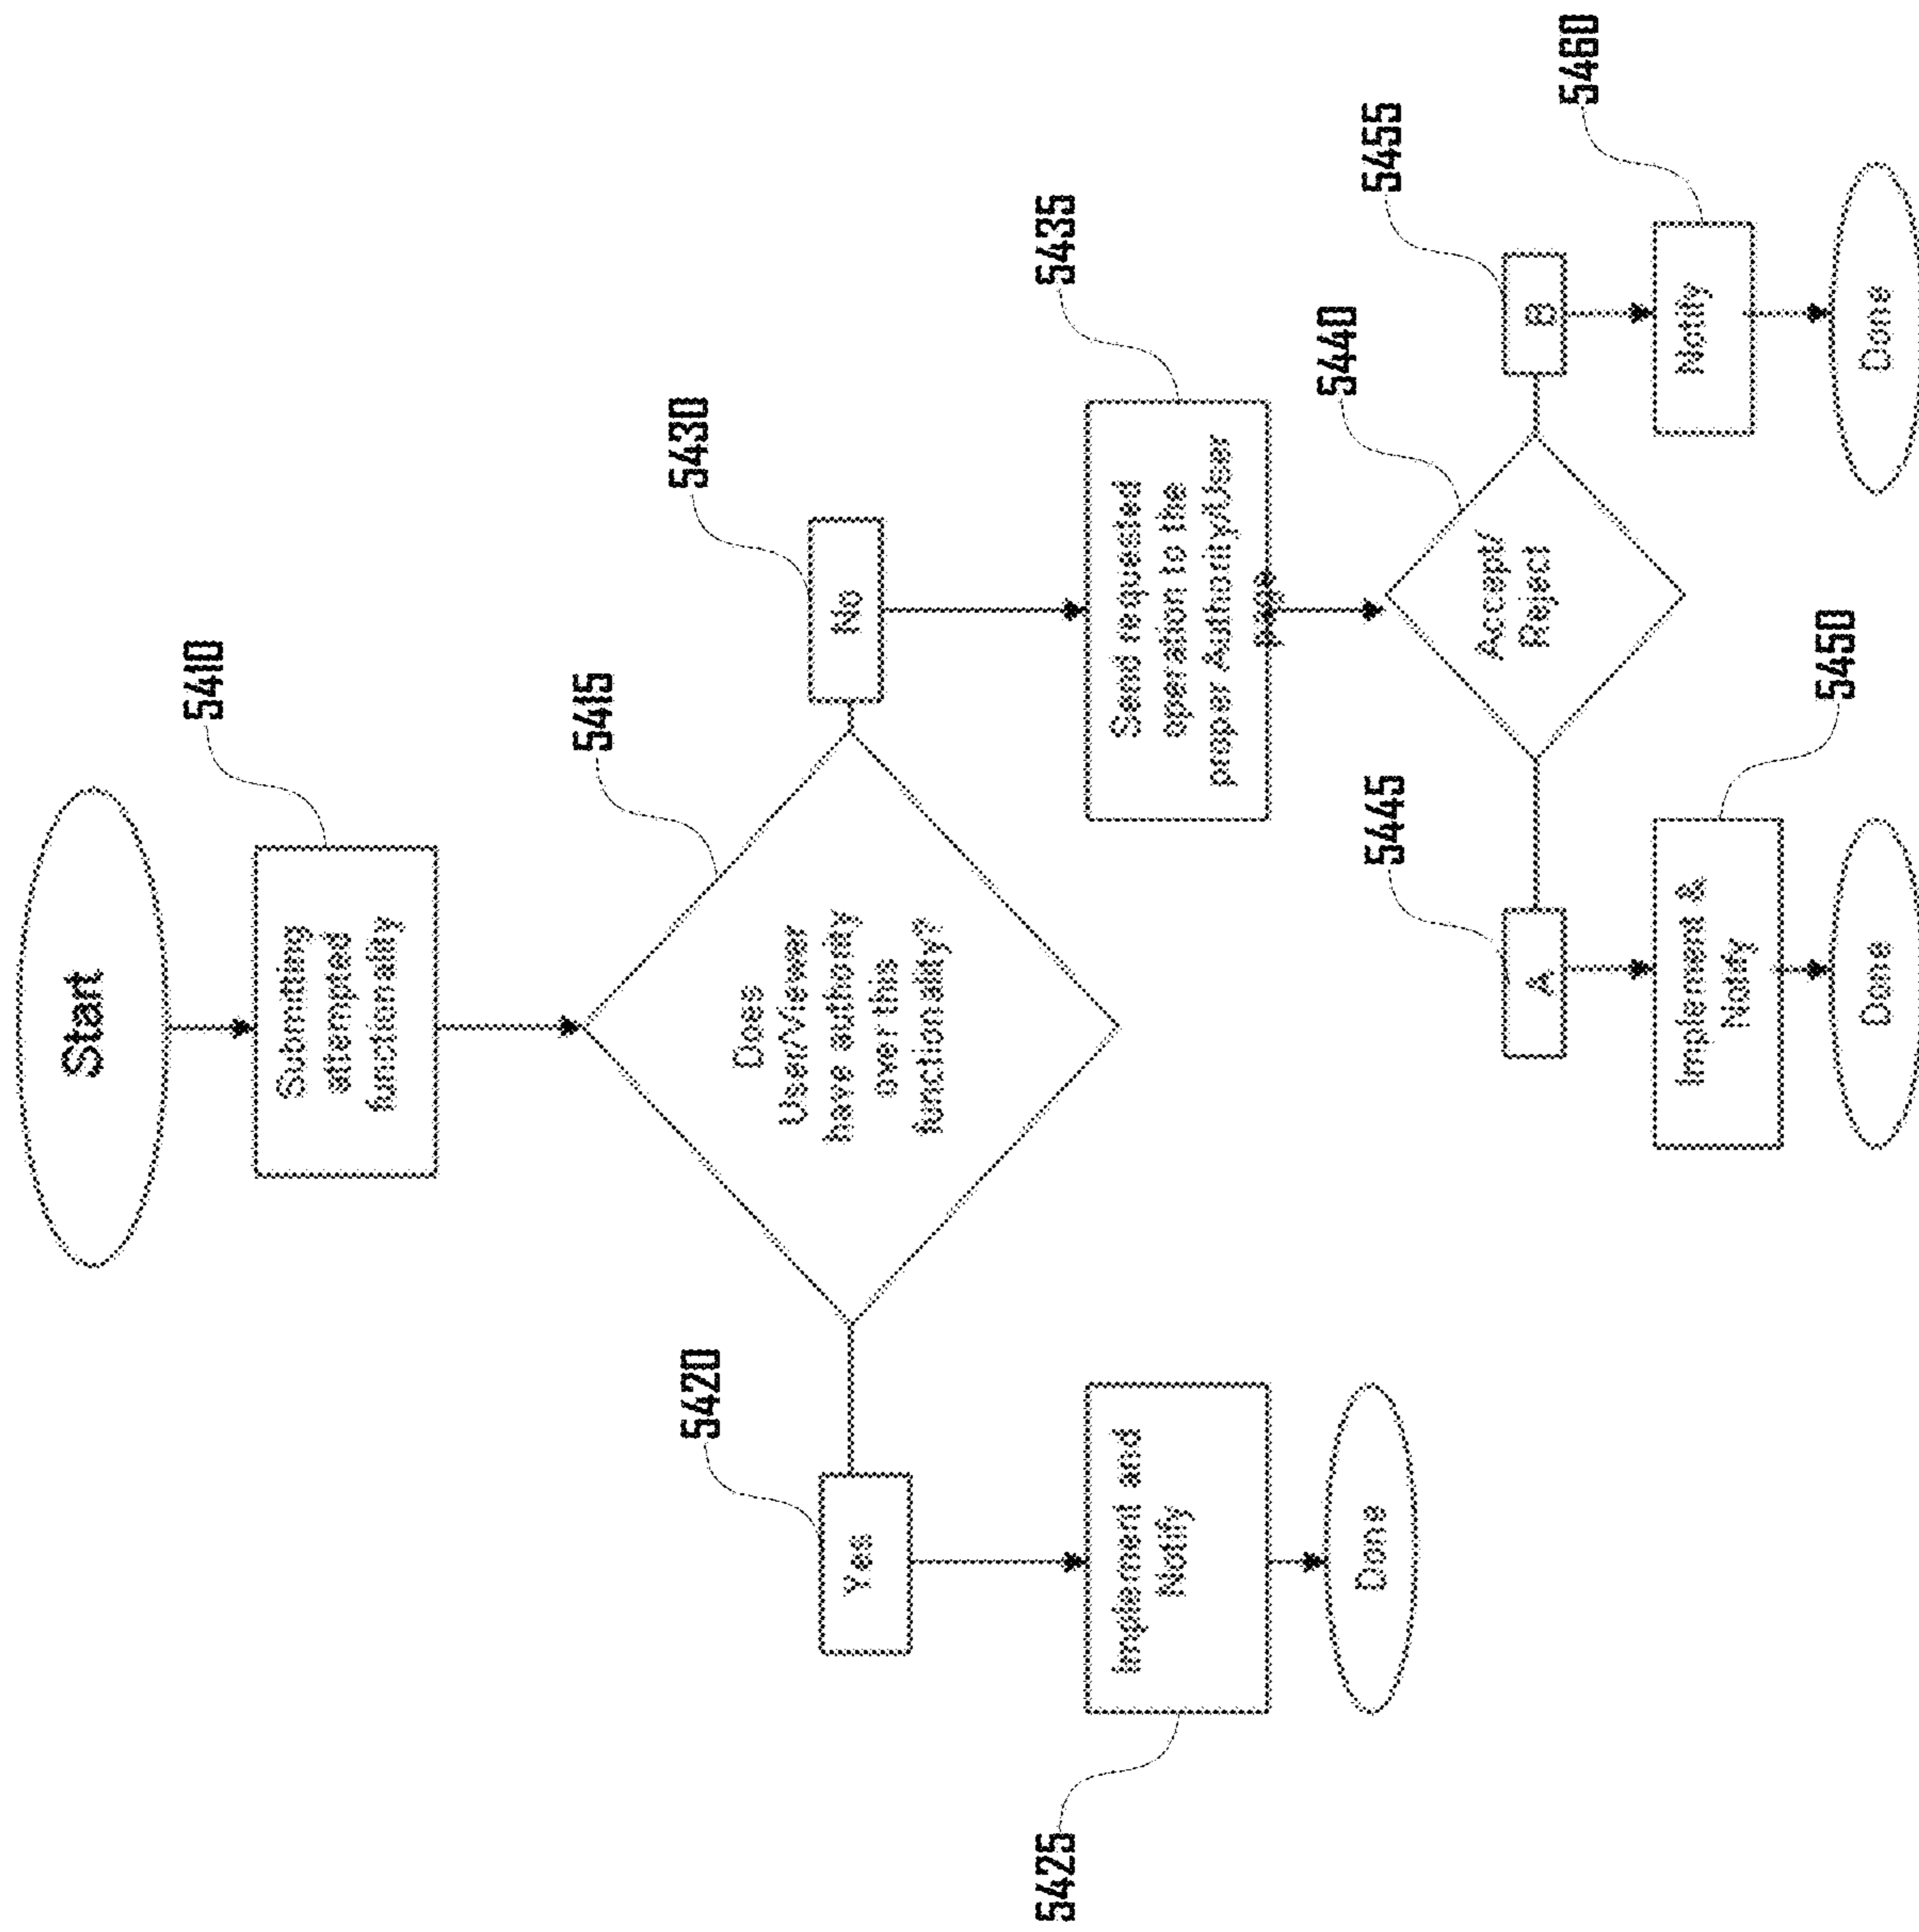 Start
5410
Submitting
attempted
functionality
5415
Does
User/Viewer
have authority
over this
functionality?
5420
Yes
5430
No
5425
Implement and
Notify
Done
5435
Send requested
operation to the
proper Authority/User
page
5440
Accept/
Reject
5445
A
5455
B
5450
Implement &
Notify
Done
5460
Notify
Done